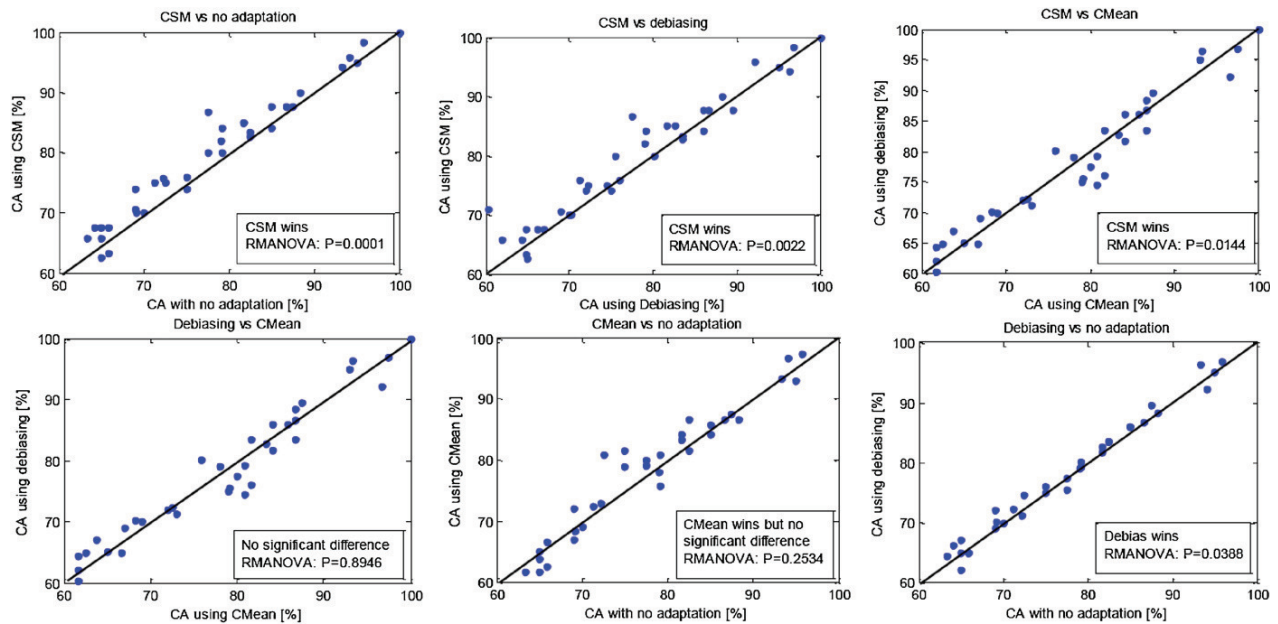 CSM vs no adaptation
100
90
80
70
60
CA using CSM [%]
CSM wins
RMANOVA: P=0.0001
60 70 80 90 100
CA with no adaptation [%]
CSM vs debiasing
100
90
80
70
60
CA using CSM [%]
CSM wins
RMANOVA: P=0.0022
60 70 80 90 100
CA using Debiasing [%]
CSM vs CMean
100
95
90
85
80
75
70
65
60
CA using debiasing [%]
CSM wins
RMANOVA: P=0.0144
60 70 80 90 100
CA using CMean [%]
Debiasing vs CMean
100
90
80
70
60
CA using debiasing [%]
No significant difference
RMANOVA: P=0.8946
60 70 80 90 100
CA using CMean [%]
CMean vs no adaptation
100
90
80
70
60
CA using CMean [%]
CMean wins but no
significant difference
RMANOVA: P=0.2534
60 70 80 90 100
CA with no adaptation [%]
Debiasing vs no adaptation
100
90
80
70
60
CA using debiasing [%]
Debias wins
RMANOVA: P=0.0388
60 70 80 90 100
CA with no adaptation [%]